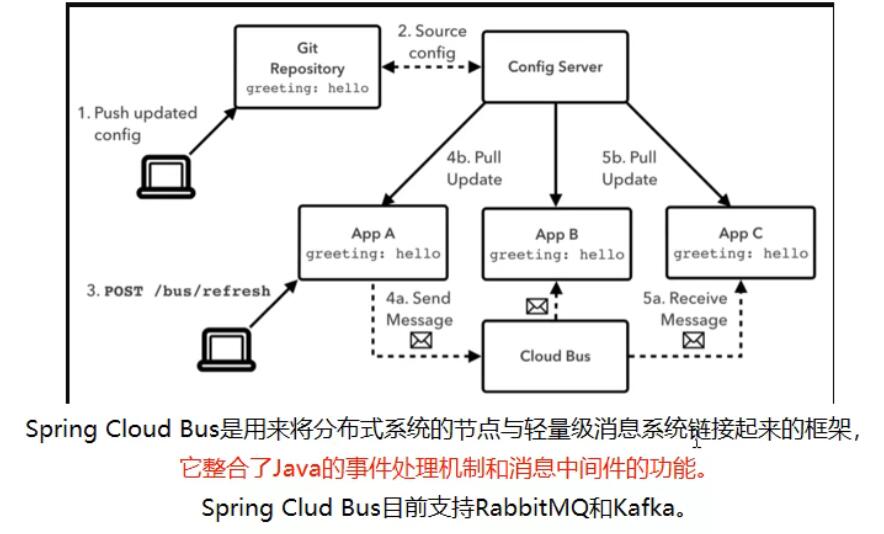 Git
Repository
greeting: hello
2. Source
config
Config Server
1. Push updated
config
4b. Pull
Update
5b. Pull
Update
App A
greeting: hello
App B
greeting: hello
App C
greeting: hello
3. POST /bus/refresh
4a. Send
Message
5a. Receive
Message
Cloud Bus
Spring Cloud Bus是用来将分布式系统的节点与轻量级消息系统链接起来的框架，
它整合了Java的事件处理机制和消息中间件的功能。
Spring Clud Bus目前支持RabbitMQ和Kafka。